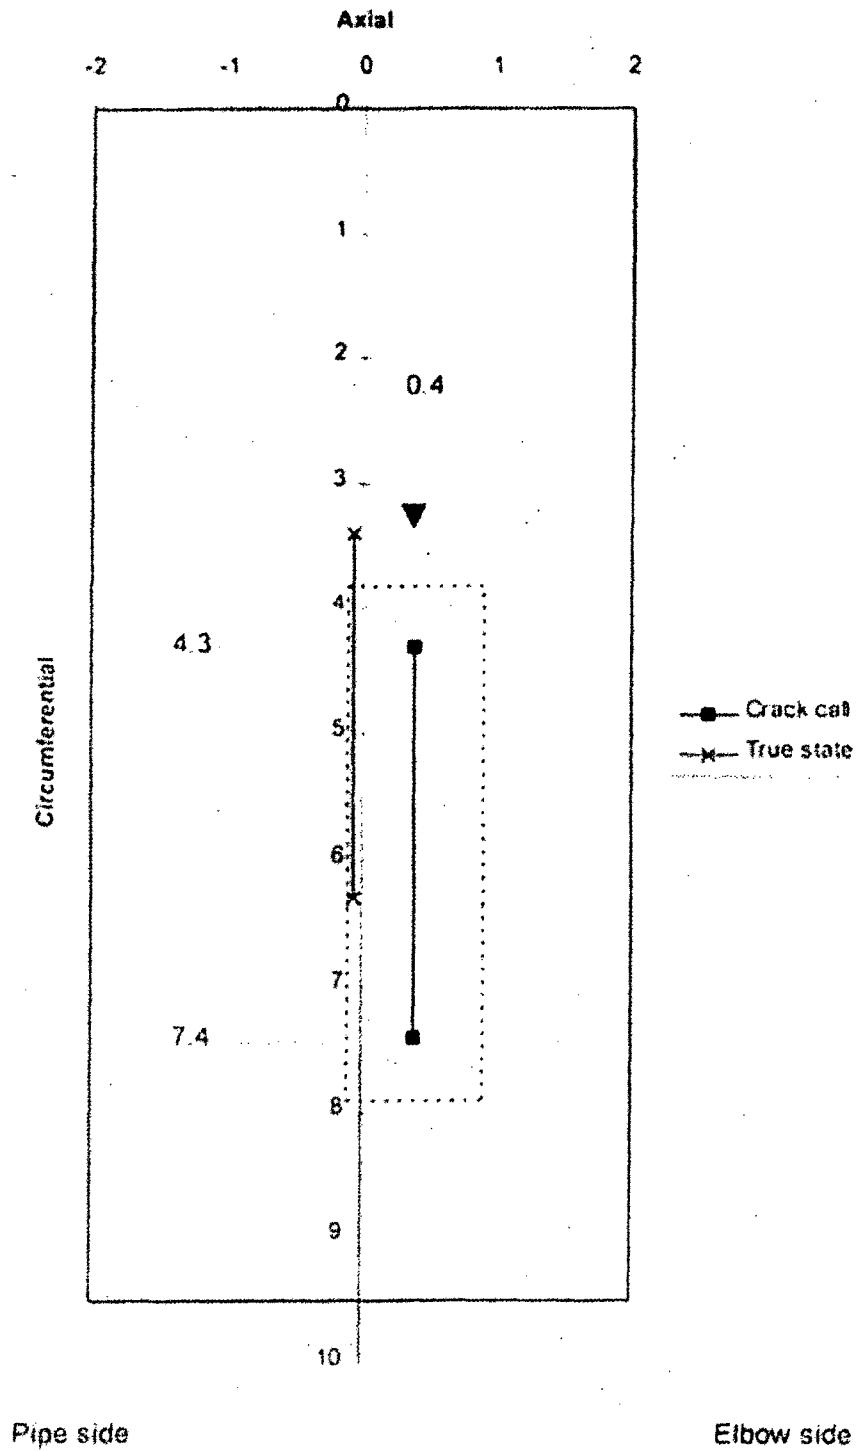 Axial
-2 -1 0 1 2
0
1
2
0.4
3
4
4.3
5
Crack call
True state
Circumferential
6
7
7.4
8
9
10
Pipe side Elbow side